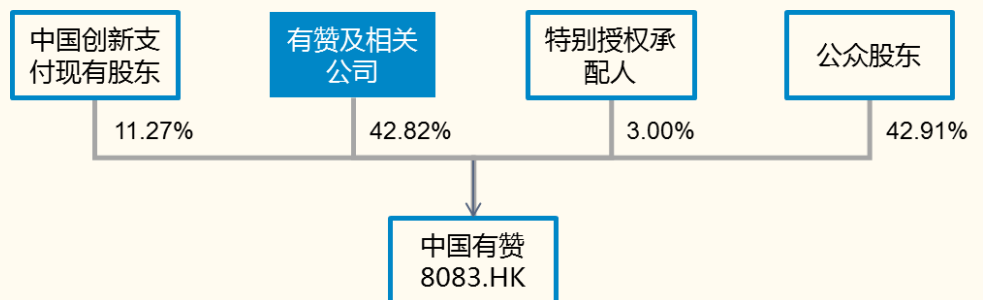 中国创新支
付现有股东
有赞及相关
公司
特别授权承
配人
公众股东
11.27%
42.82%
3.00%
42.91%
中国有赞
8083.HK